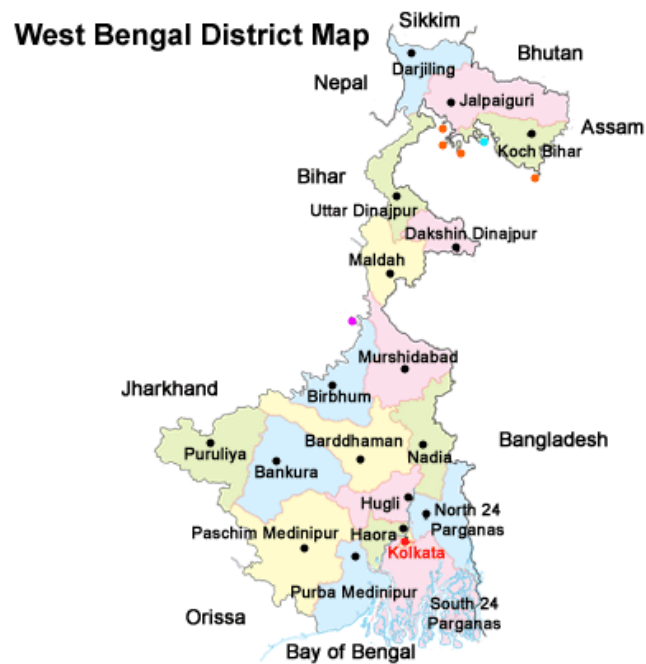 Sikkim
West Bengal District Map
Bhutan
Darjiling
Nepal
Jalpaiguri
Assam
Koch Bihar
Bihar
Uttar Dinajpur
Dakshin Dinajpur
Maldah
Murshidabad
Jharkhand
Birbhum
Barddhaman
Bangladesh
Puruliya
Nadia
Bankura
Hugli
North 24
Parganas
Paschim Medinipur
Haora
Kolkata
Purba Medinipur
South 24
Parganas
Orissa
Bay of Bengal